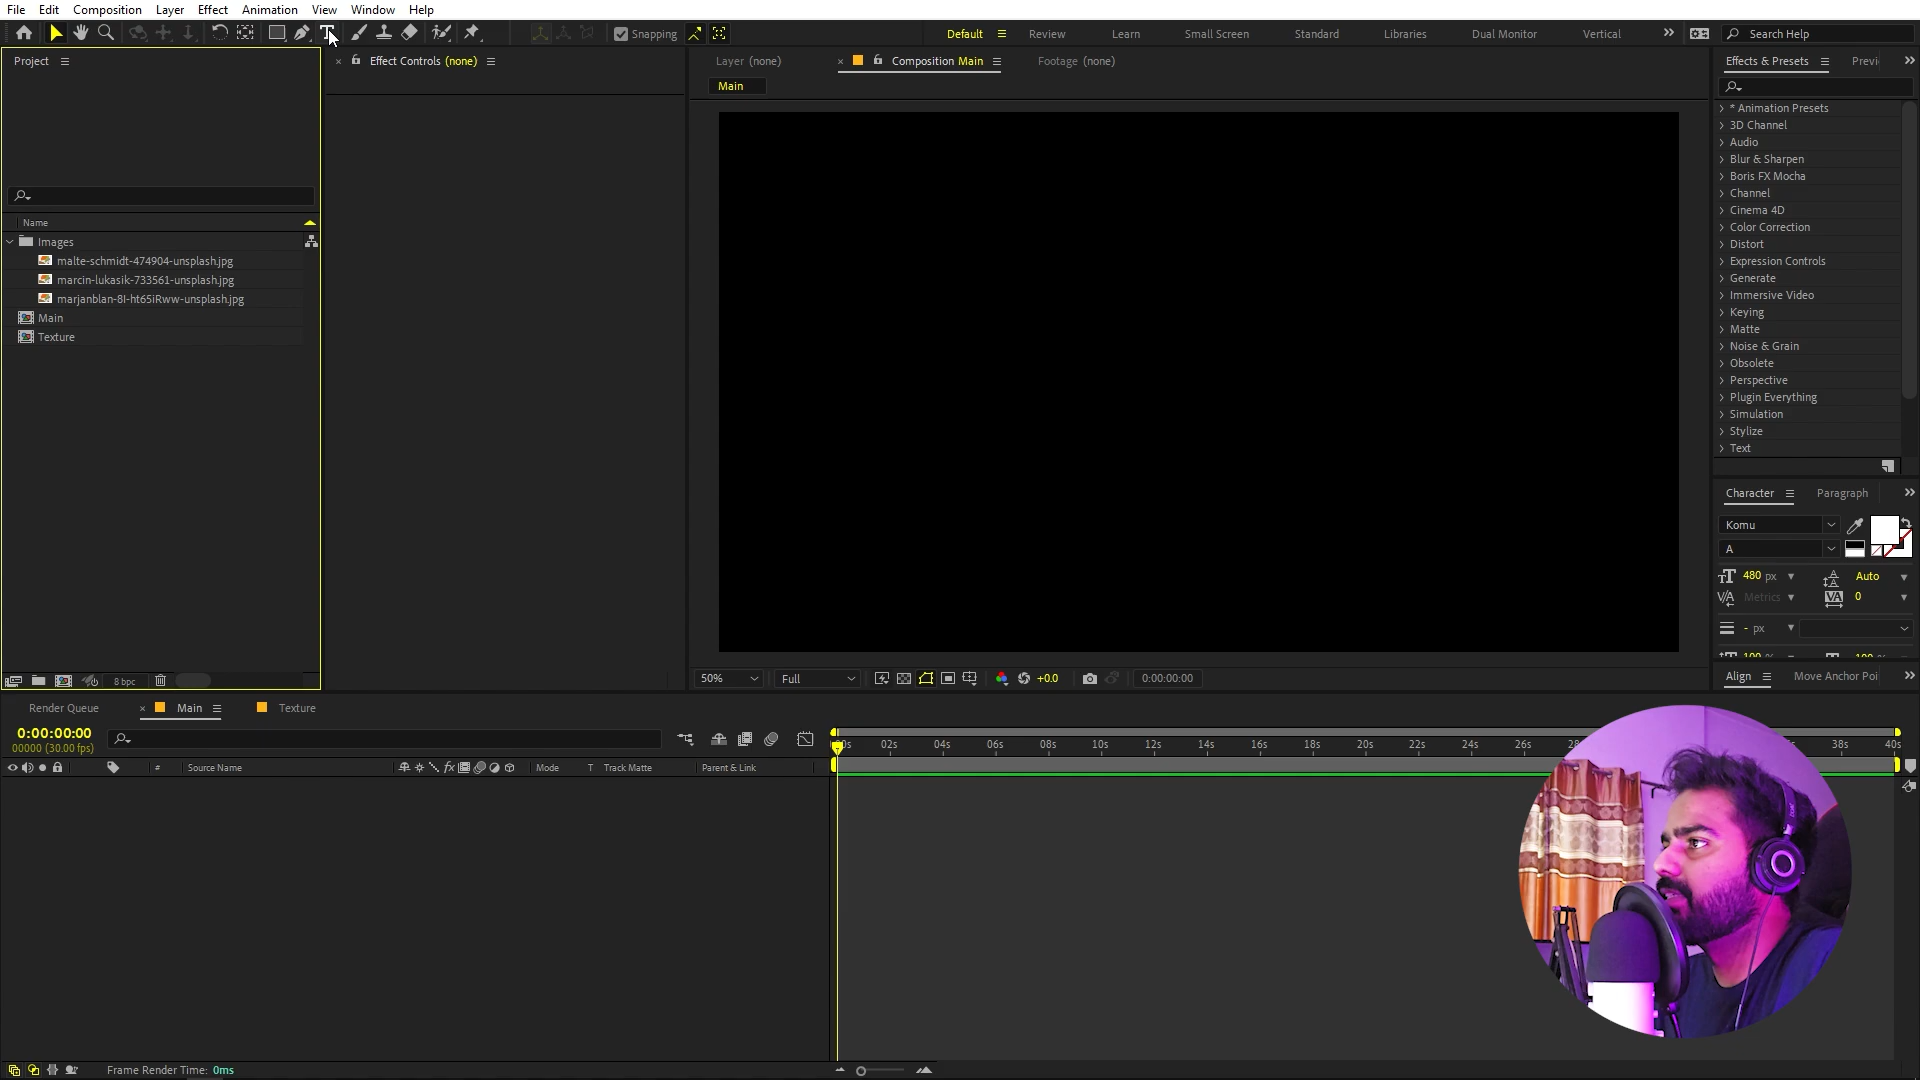 File Edit Composition Layer Effect Animation View Window Help
Snapping Default Review Learn Small Screen Standard Libraries Dual Monitor Vertical Search Help
Project
Effect Controls (none)
Layer (none) Composition Main Footage (none)
Main
Name
Images
malte-schmidt-474904-unsplash.jpg
marcin-lukasik-733561-unsplash.jpg
marjanblan-8I-ht65iRww-unsplash.jpg
Main
Texture
8 bpc
50% Full +0.0 0:00:00:00
Effects & Presets Previ
* Animation Presets
3D Channel
Audio
Blur & Sharpen
Boris FX Mocha
Channel
Cinema 4D
Color Correction
Distort
Expression Controls
Generate
Immersive Video
Keying
Matte
Noise & Grain
Obsolete
Perspective
Plugin Everything
Simulation
Stylize
Text
Character Paragraph
Komu
A
480 px Auto
Metrics 0
- px
Align Move Anchor Poi
Render Queue Main Texture
0:00:00:00
00000 (30.00 fps)
02s 04s 06s 08s 10s 12s 14s 16s 18s 20s 22s 24s 26s 38s 40s
# Source Name Mode T Track Matte Parent & Link
Frame Render Time: 0ms